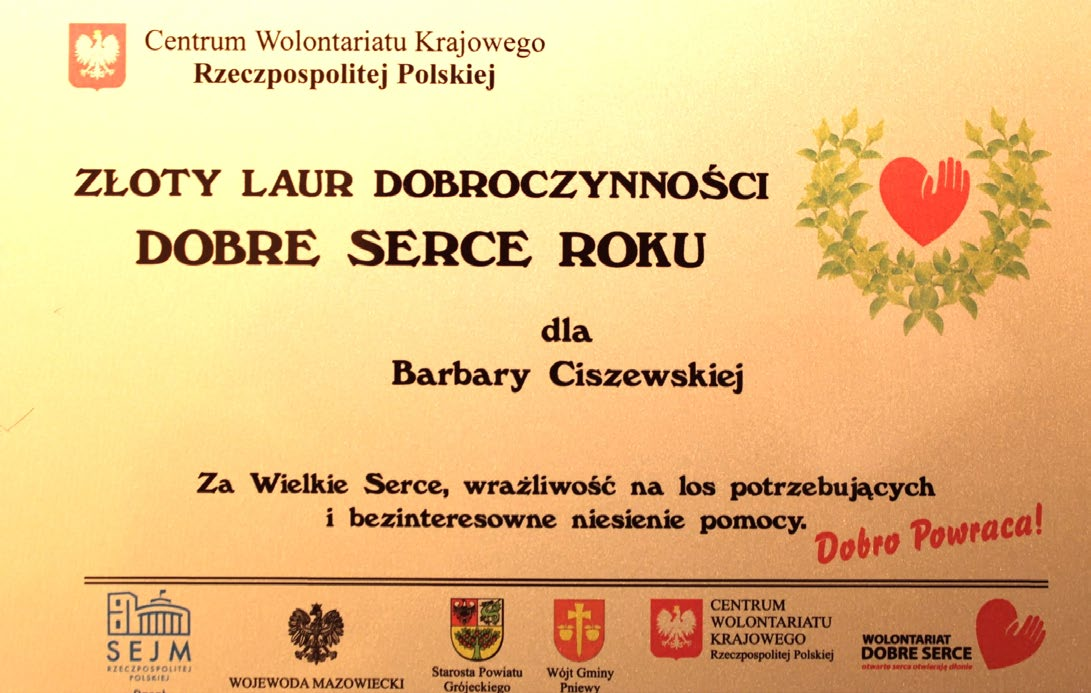 Centrum Wolontariatu Krajowego
Rzeczpospolitej Polskiej
ZŁOTY LAUR DOBROCZYNNOŚCI
DOBRE SERCE ROKU
dla
Barbary Ciszewskiej
Za Wielkie Serce, wrażliwość na los potrzebujących
i bezinteresowne niesienie pomocy.
Dobro Powraca!
SEJM
RZECZYPOSPOLITEJ
POLSKIEJ
WOJEWODA MAZOWIECKI
Starosta Powiatu
Grójeckiego
Wójt Gminy
Pniewy
CENTRUM
WOLONTARIATU
KRAJOWEGO
Rzeczpospolitej Polskiej
WOLONTARIAT
DOBRE SERCE
otwarte serca otwierają dłonie